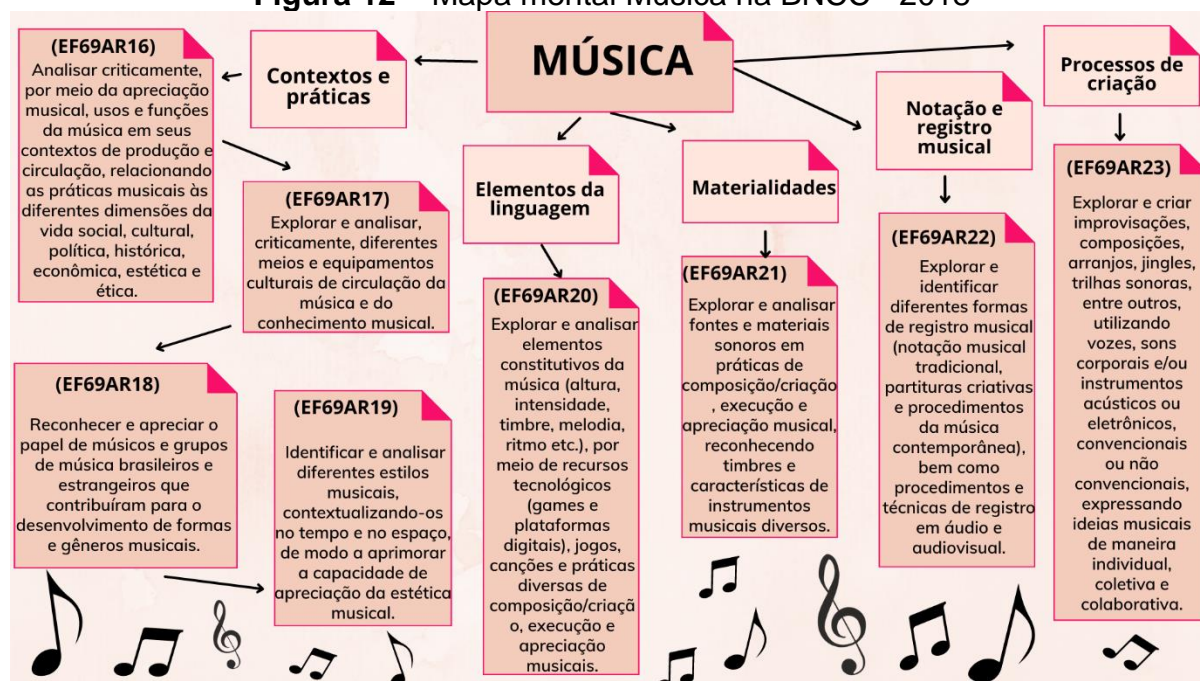 Figura 12 – Mapa mental Música na BNCC - 2018
MÚSICA
Contextos e
práticas
(EF69AR16)
Analisar criticamente,
por meio da apreciação
musical, usos e funções
da música em seus
contextos de produção e
circulação, relacionando
as práticas musicais às
diferentes dimensões da
vida social, cultural,
política, histórica,
econômica, estética e
ética.
(EF69AR17)
Explorar e analisar,
criticamente, diferentes
meios e equipamentos
culturais de circulação da
música e do
conhecimento musical.
(EF69AR18)
Reconhecer e apreciar o
papel de músicos e grupos
de música brasileiros e
estrangeiros que
contribuíram para o
desenvolvimento de formas
e gêneros musicais.
(EF69AR19)
Identificar e analisar
diferentes estilos
musicais,
contextualizando-os
no tempo e no espaço,
de modo a aprimorar
a capacidade de
apreciação da estética
musical.
Elementos da
linguagem
(EF69AR20)
Explorar e analisar
elementos
constitutivos da
música (altura,
intensidade,
timbre, melodia,
ritmo etc.), por
meio de recursos
tecnológicos
(games e
plataformas
digitais), jogos,
canções e práticas
diversas de
composição/criaçã
o, execução e
apreciação
musicais.
Materialidades
(EF69AR21)
Explorar e analisar
fontes e materiais
sonoros em
práticas de
composição/criação
, execução e
apreciação musical,
reconhecendo
timbres e
características de
instrumentos
musicais diversos.
Notação e
registro
musical
(EF69AR22)
Explorar e
identificar
diferentes formas
de registro musical
(notação musical
tradicional,
partituras criativas
e procedimentos
da música
contemporânea),
bem como
procedimentos e
técnicas de registro
em áudio e
audiovisual.
Processos de
criação
(EF69AR23)
Explorar e criar
improvisações,
composições,
arranjos, jingles,
trilhas sonoras,
entre outros,
utilizando
vozes, sons
corporais e/ou
instrumentos
acústicos ou
eletrônicos,
convencionais
ou não
convencionais,
expressando
ideias musicais
de maneira
individual,
coletiva e
colaborativa.